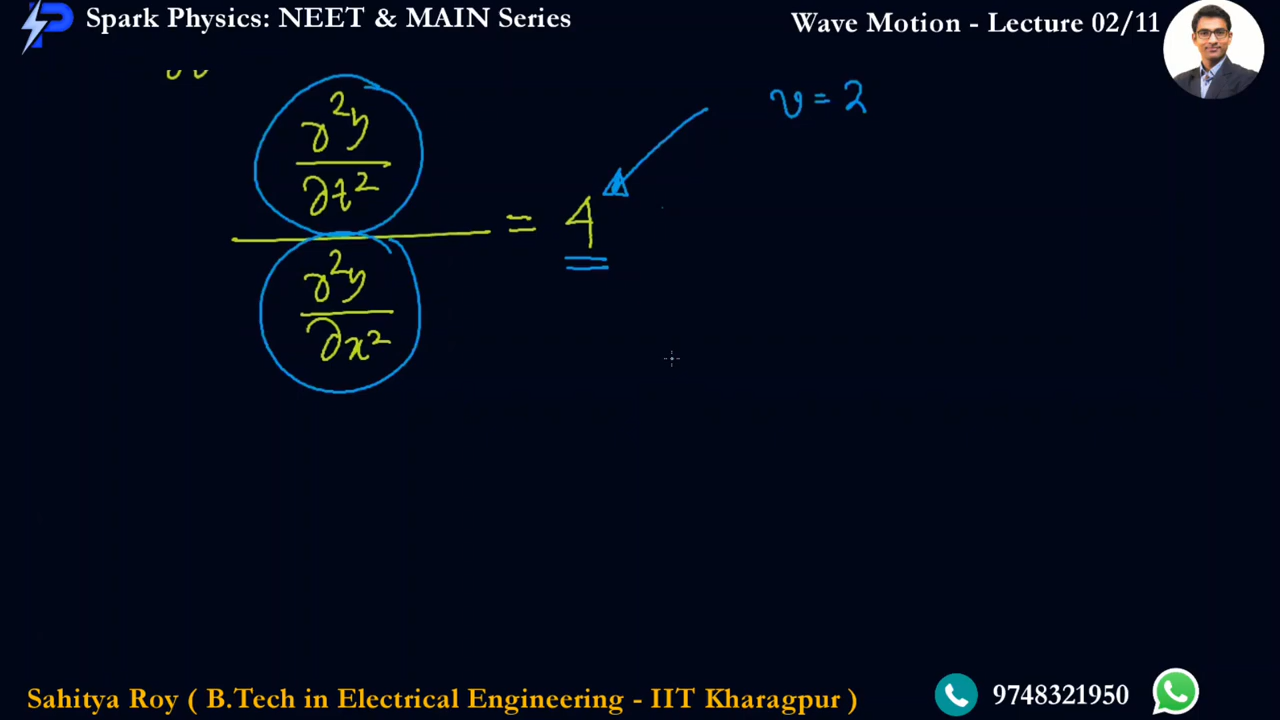 Spark Physics: NEET & MAIN Series
Wave Motion - Lecture 02/11
v = 2
∂²y
∂t²
= 4
∂²y
∂x²
Sahitya Roy ( B.Tech in Electrical Engineering - IIT Kharagpur )
9748321950